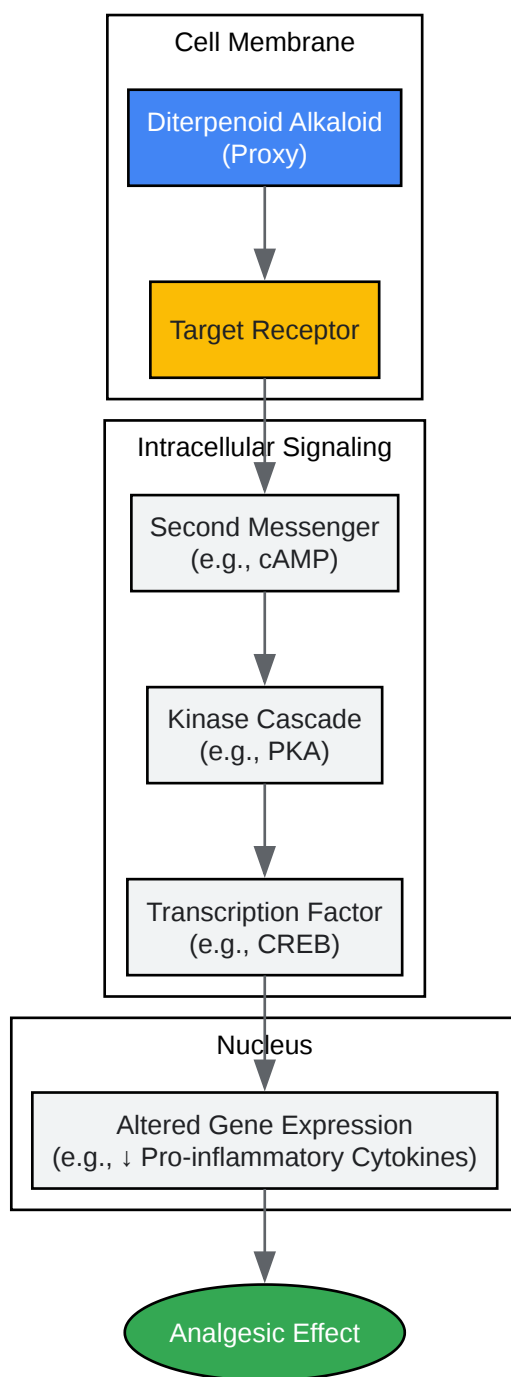 Cell Membrane
Diterpenoid Alkaloid
(Proxy)
Target Receptor
Intracellular Signaling
Second Messenger
(e.g., cAMP)
Kinase Cascade
(e.g., PKA)
Transcription Factor
(e.g., CREB)
Nucleus
Altered Gene Expression
(e.g., ↓ Pro-inflammatory Cytokines)
Analgesic Effect